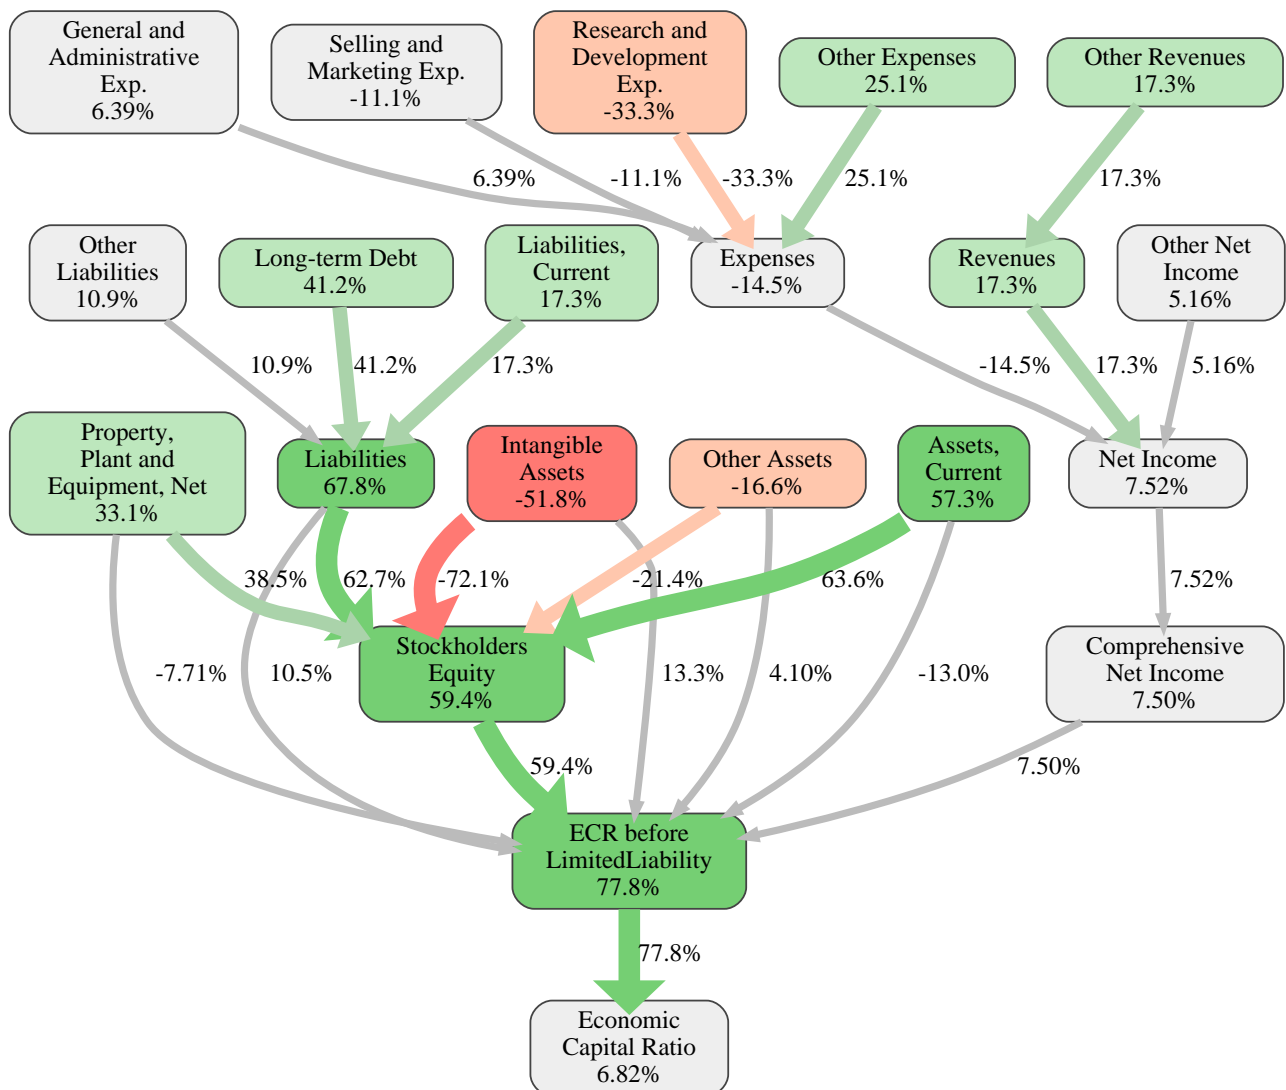 General and
Administrative
Exp.
6.39%
Selling and
Marketing Exp.
-11.1%
Research and
Development
Exp.
-33.3%
Other Expenses
25.1%
Other Revenues
17.3%
6.39%
-11.1%
-33.3%
25.1%
17.3%
Other
Liabilities
10.9%
Long-term Debt
41.2%
Liabilities,
Current
17.3%
Expenses
-14.5%
Revenues
17.3%
Other Net
Income
5.16%
10.9%
41.2%
17.3%
-14.5%
17.3%
5.16%
Property,
Plant and
Equipment, Net
33.1%
Liabilities
67.8%
Intangible
Assets
-51.8%
Other Assets
-16.6%
Assets,
Current
57.3%
Net Income
7.52%
38.5%
62.7%
-72.1%
-21.4%
63.6%
7.52%
Stockholders
Equity
59.4%
Comprehensive
Net Income
7.50%
-7.71%
10.5%
13.3%
4.10%
-13.0%
59.4%
7.50%
ECR before
LimitedLiability
77.8%
77.8%
Economic
Capital Ratio
6.82%